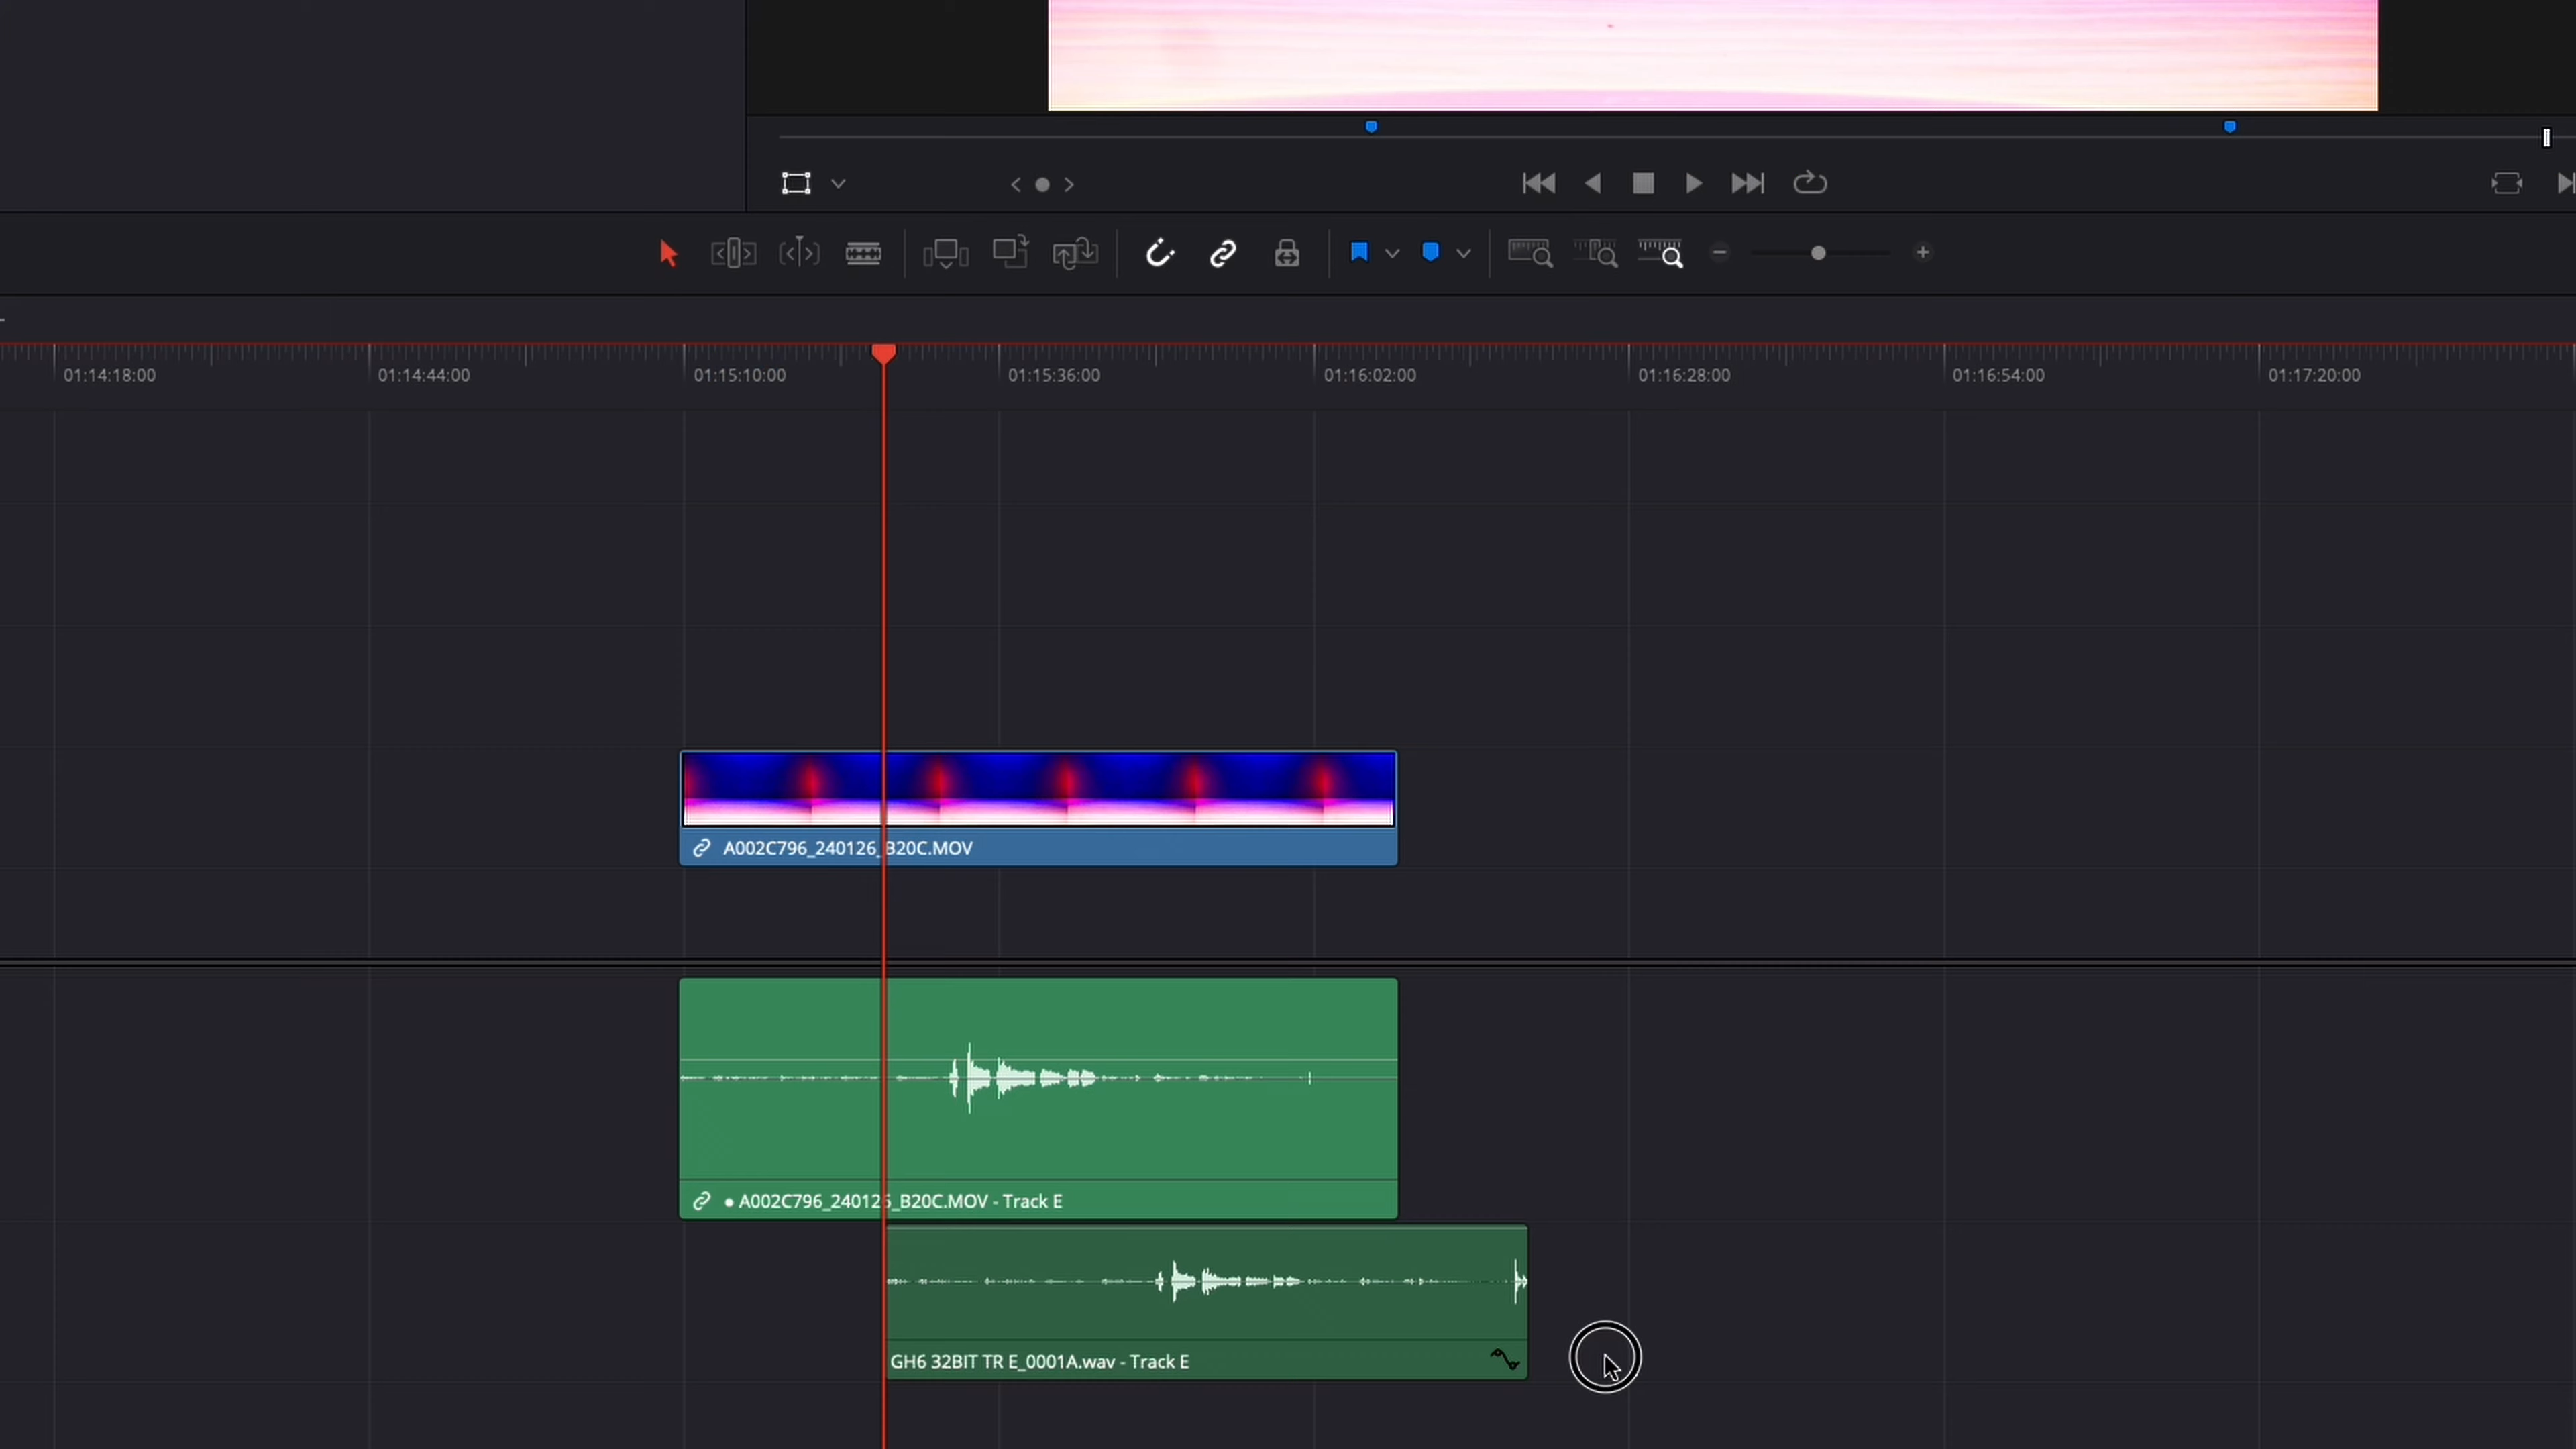 01:14:18:00 01:14:44:00 01:15:10:00 01:15:36:00 01:16:02:00 01:16:28:00 01:16:54:00 01:17:20:00
A002C796_240126_B20C.MOV
• A002C796_240126_B20C.MOV - Track E
GH6 32BIT TR E_0001A.wav - Track E